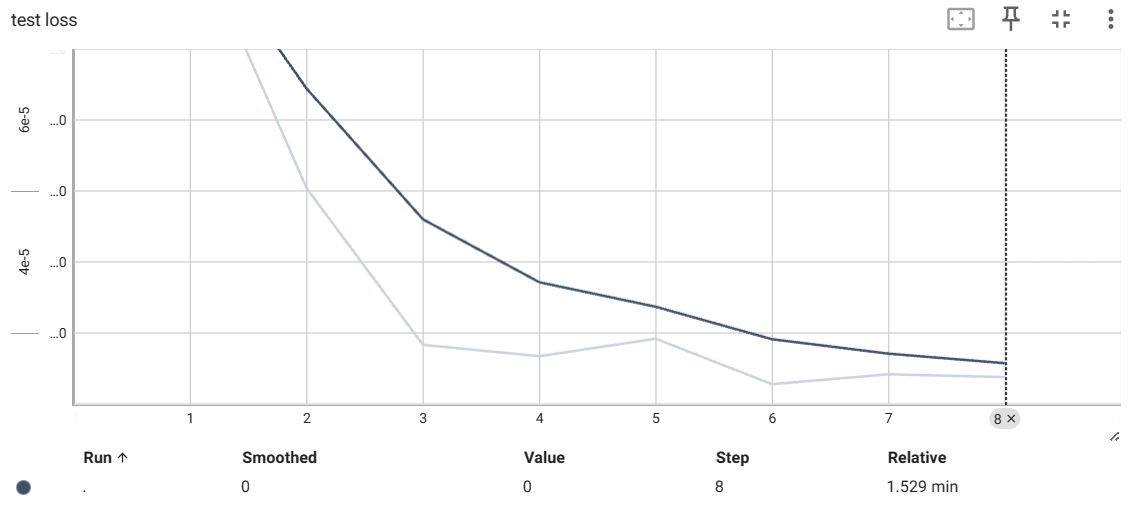 test loss
...0
6e-5
...0
...0
4e-5
...0
...0
1 2 3 4 5 6 7 8 ×
Run ↑ Smoothed Value Step Relative
. 0 0 8 1.529 min